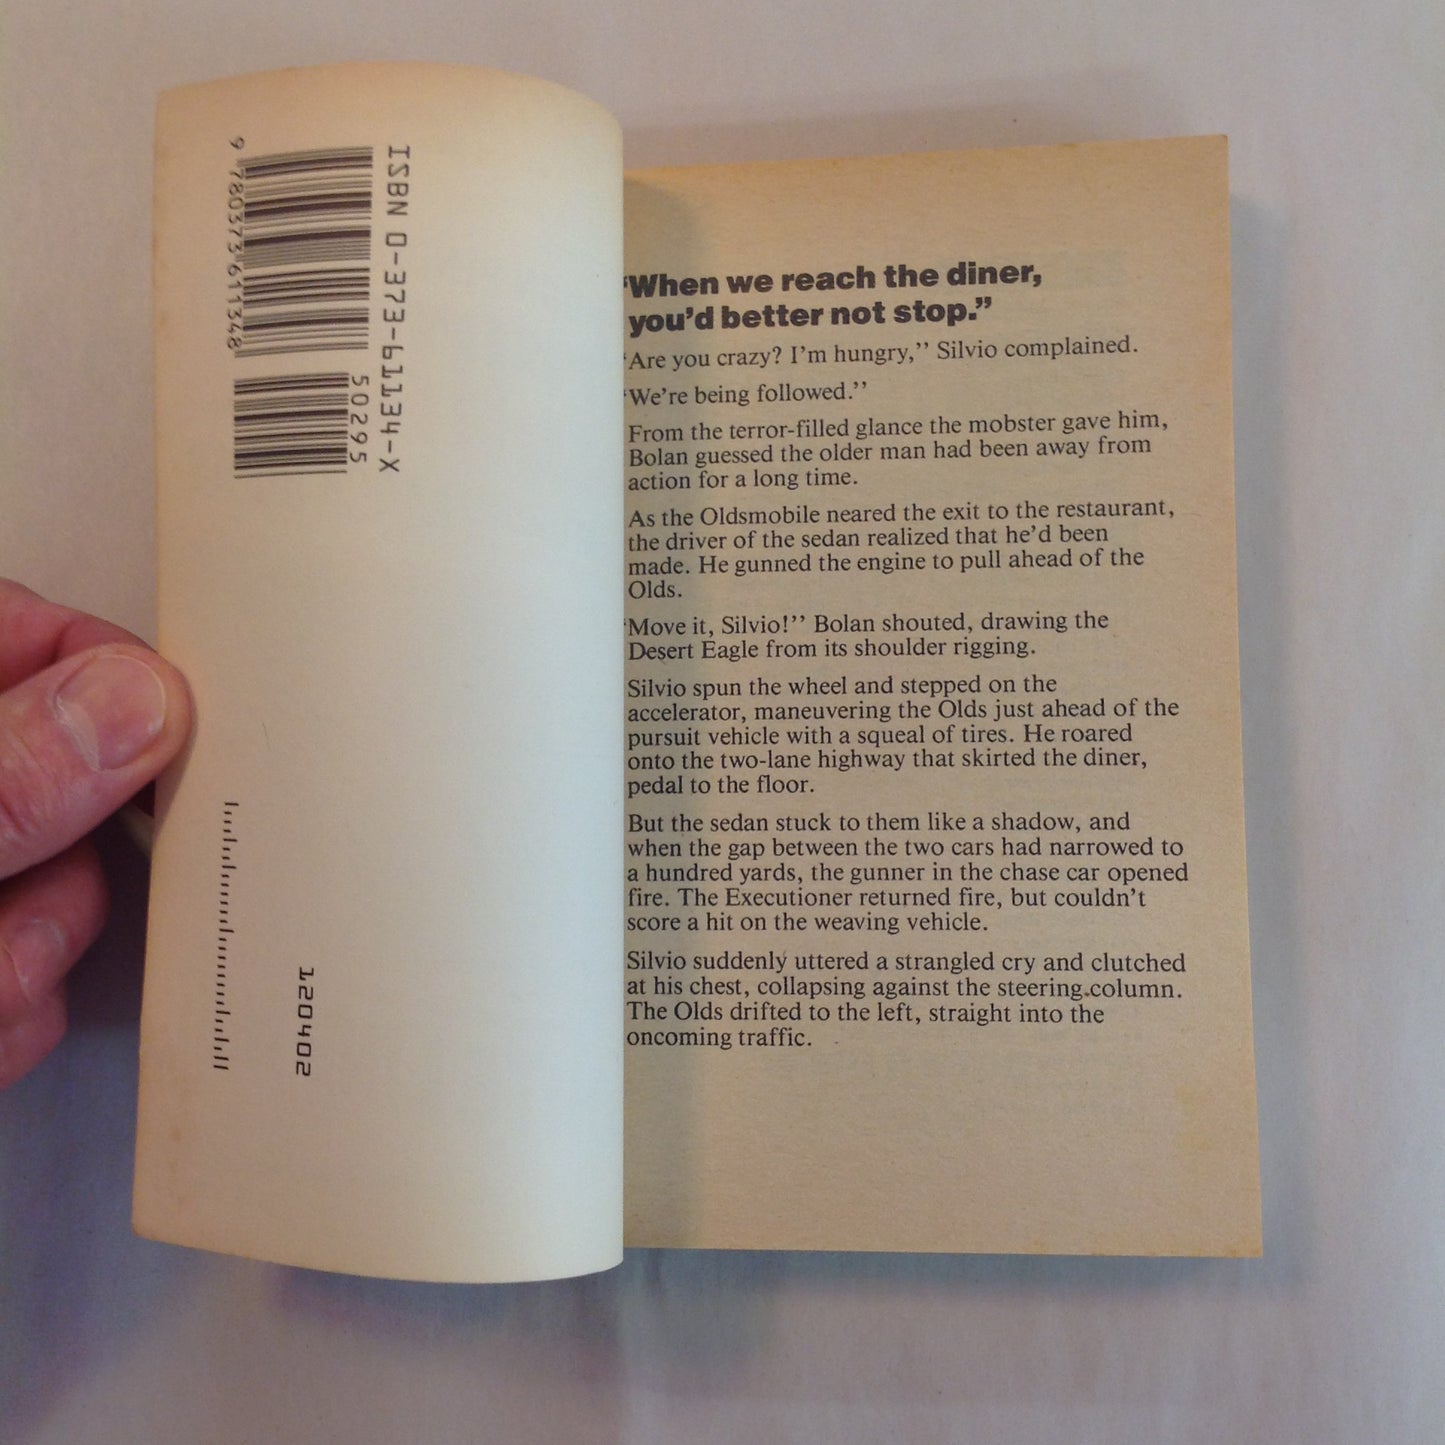 ISBN 0-373-61134-X
50295
9 780373 611348
120402
"When we reach the diner,
you'd better not stop."
"Are you crazy? I'm hungry," Silvio complained.
"We're being followed."
From the terror-filled glance the mobster gave him,
Bolan guessed the older man had been away from
action for a long time.
As the Oldsmobile neared the exit to the restaurant,
the driver of the sedan realized that he'd been
made. He gunned the engine to pull ahead of the
Olds.
"Move it, Silvio!" Bolan shouted, drawing the
Desert Eagle from its shoulder rigging.
Silvio spun the wheel and stepped on the
accelerator, maneuvering the Olds just ahead of the
pursuit vehicle with a squeal of tires. He roared
onto the two-lane highway that skirted the diner,
pedal to the floor.
But the sedan stuck to them like a shadow, and
when the gap between the two cars had narrowed to
a hundred yards, the gunner in the chase car opened
fire. The Executioner returned fire, but couldn't
score a hit on the weaving vehicle.
Silvio suddenly uttered a strangled cry and clutched
at his chest, collapsing against the steering column.
The Olds drifted to the left, straight into the
oncoming traffic.